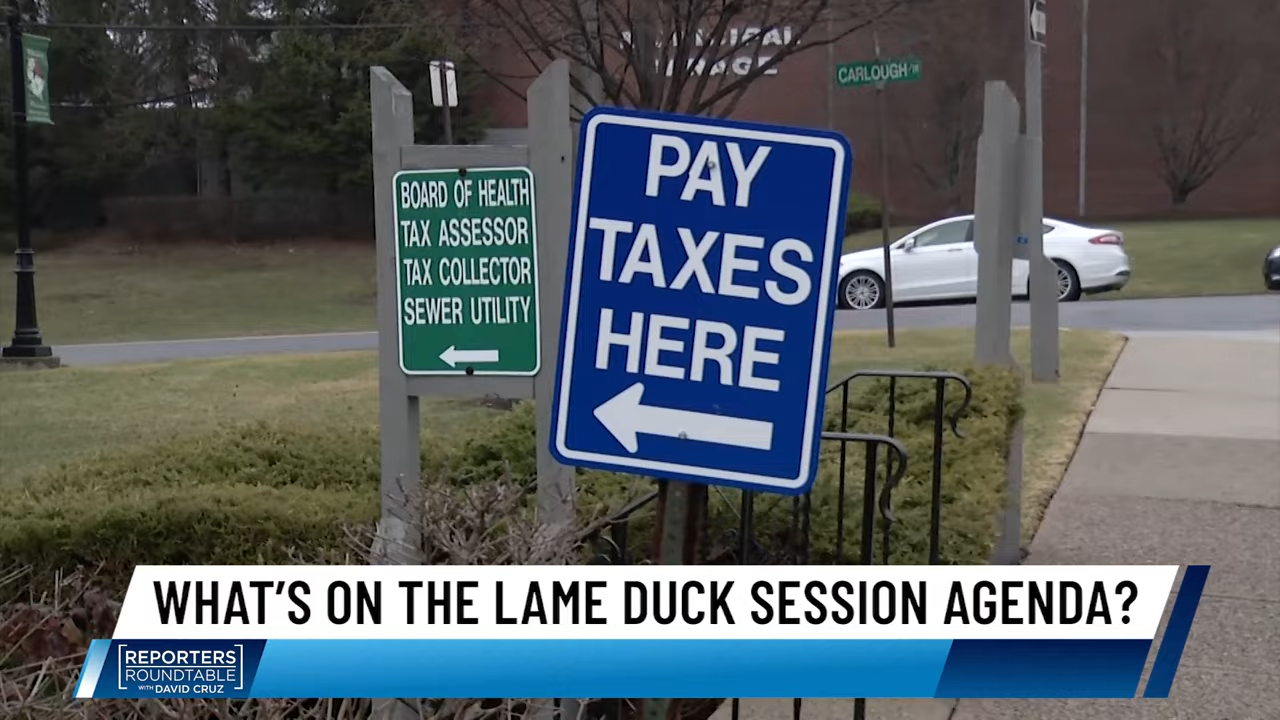 CARLOUGH
BOARD OF HEALTH
TAX ASSESSOR
TAX COLLECTOR
SEWER UTILITY
PAY
TAXES
HERE
WHAT'S ON THE LAME DUCK SESSION AGENDA?
REPORTERS
ROUNDTABLE
WITH DAVID CRUZ